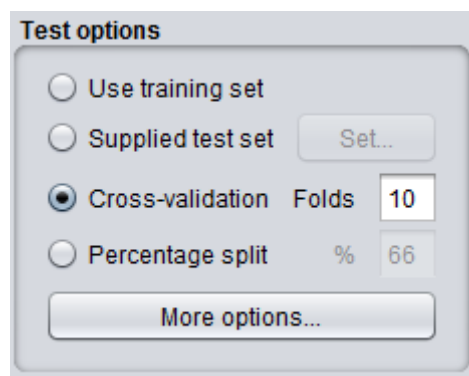 Test options
Use training set
Supplied test set Set...
Cross-validation Folds 10
Percentage split % 66
More options...